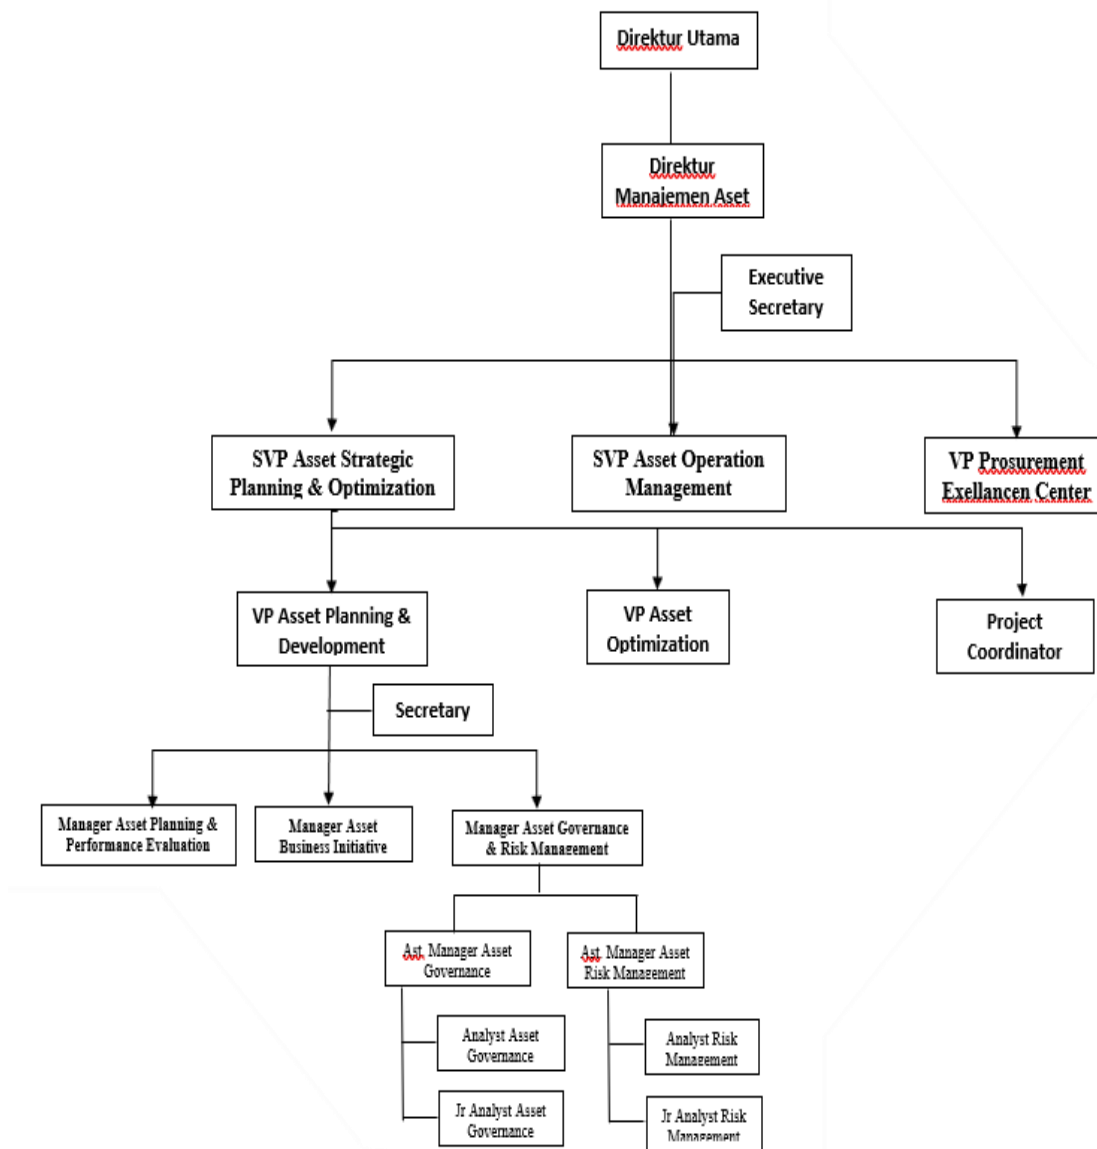 Direktur Utama
Direktur
Manajemen Aset
Executive
Secretary
SVP Asset Strategic
Planning & Optimization
SVP Asset Operation
Management
VP Prosurement
Exellancen Center
VP Asset Planning &
Development
VP Asset
Optimization
Project
Coordinator
Secretary
Manager Asset Planning &
Performance Evaluation
Manager Asset
Business Initiative
Manager Asset Governance
& Risk Management
Ast. Manager Asset
Governance
Ast. Manager Asset
Risk Management
Analyst Asset
Governance
Analyst Risk
Management
Jr Analyst Asset
Governance
Jr Analyst Risk
Management